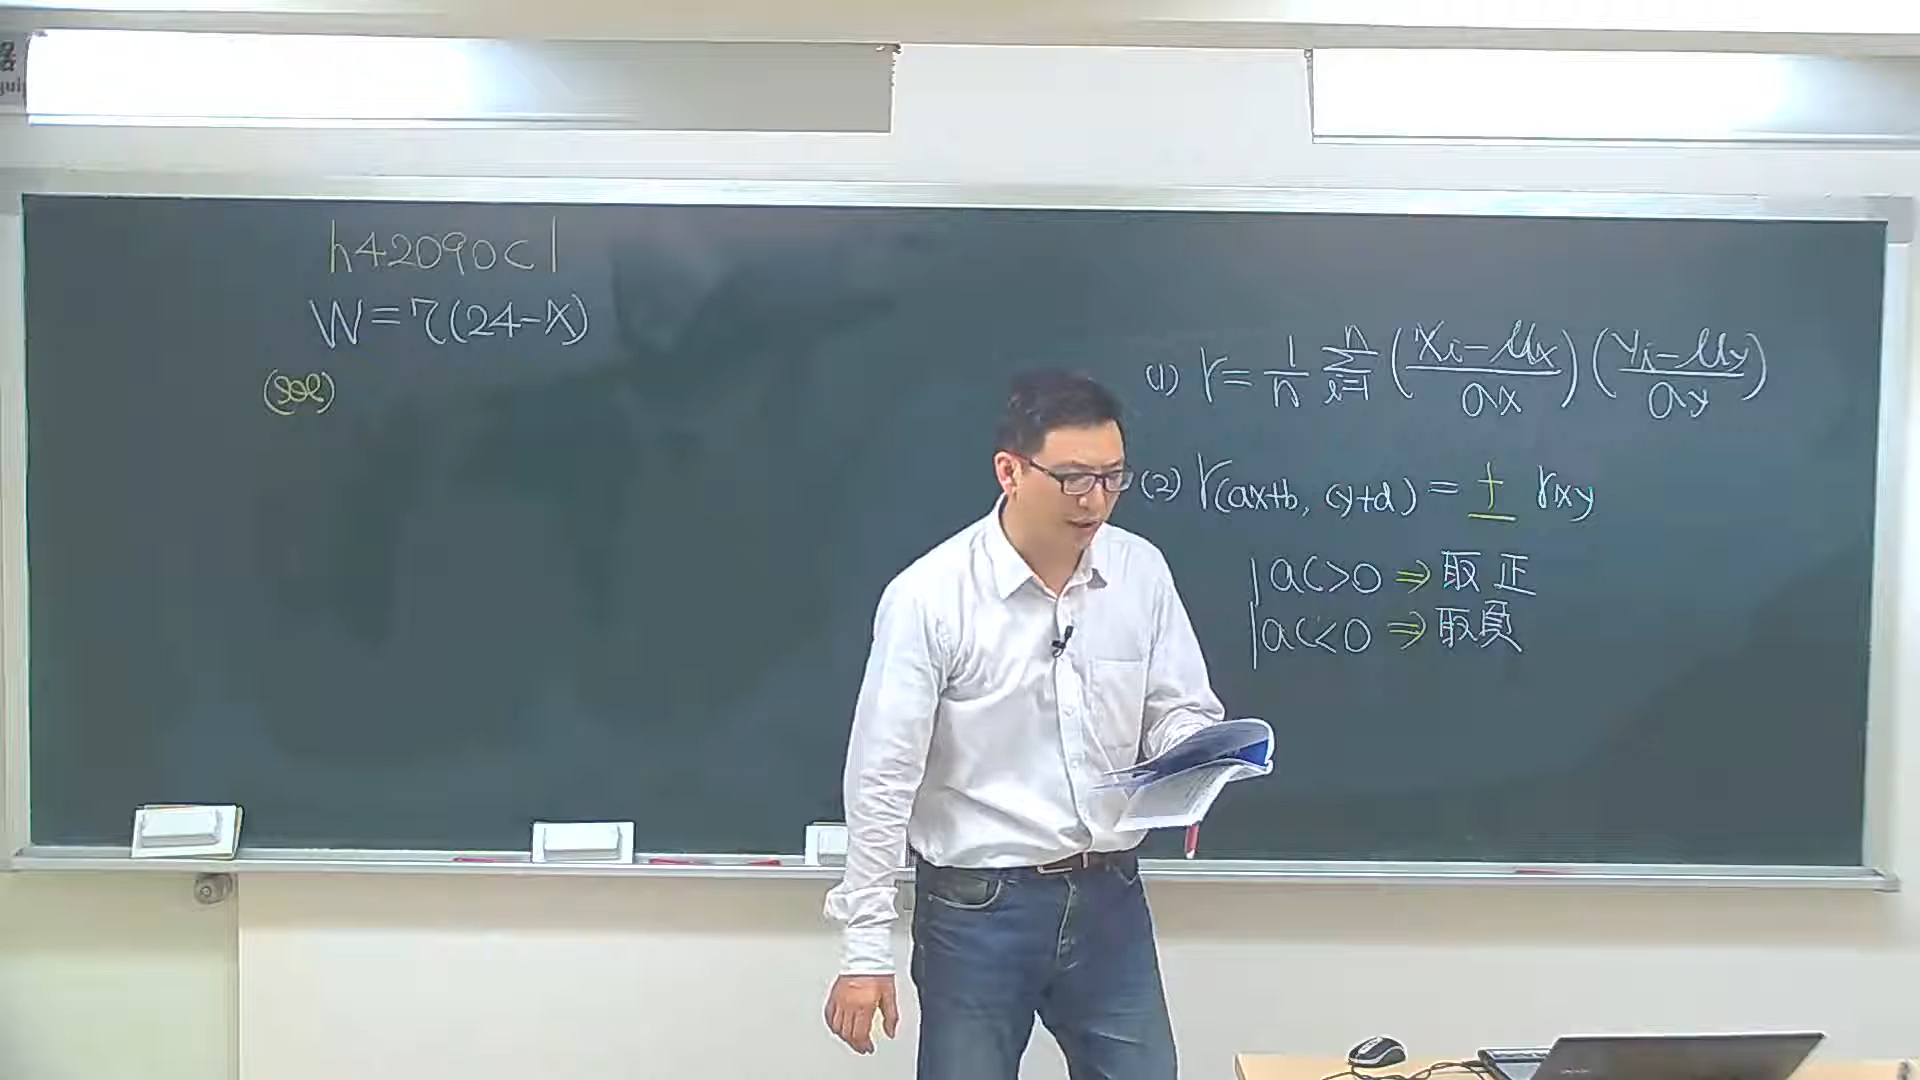 h42090c1
W=7(24-X)
(sol)
(1) r = 1/n Σ_{i=1}^{n} ((Xi-μx)/σx) ((Yi-μy)/σy)
(2) r(ax+b, cy+d) = ± rxy
ac>0 ⇒ 取正
ac<0 ⇒ 取負